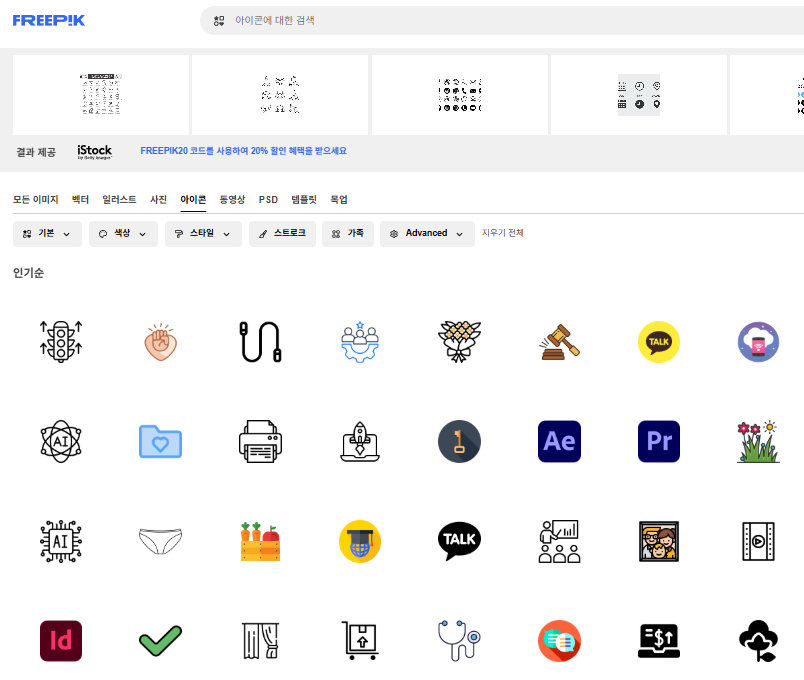 FREEPIK
아이콘에 대한 검색
결과 제공
iStock
by Getty Images
FREEPIK20 코드를 사용하여 20% 할인 혜택을 받으세요
모든 이미지 벡터 일러스트 사진 아이콘 동영상 PSD 템플릿 목업
기본 색상 스타일 스트로크 가족 Advanced 지우기 전체
인기순
TALK
AI Ae Pr
AI TALK
Id $